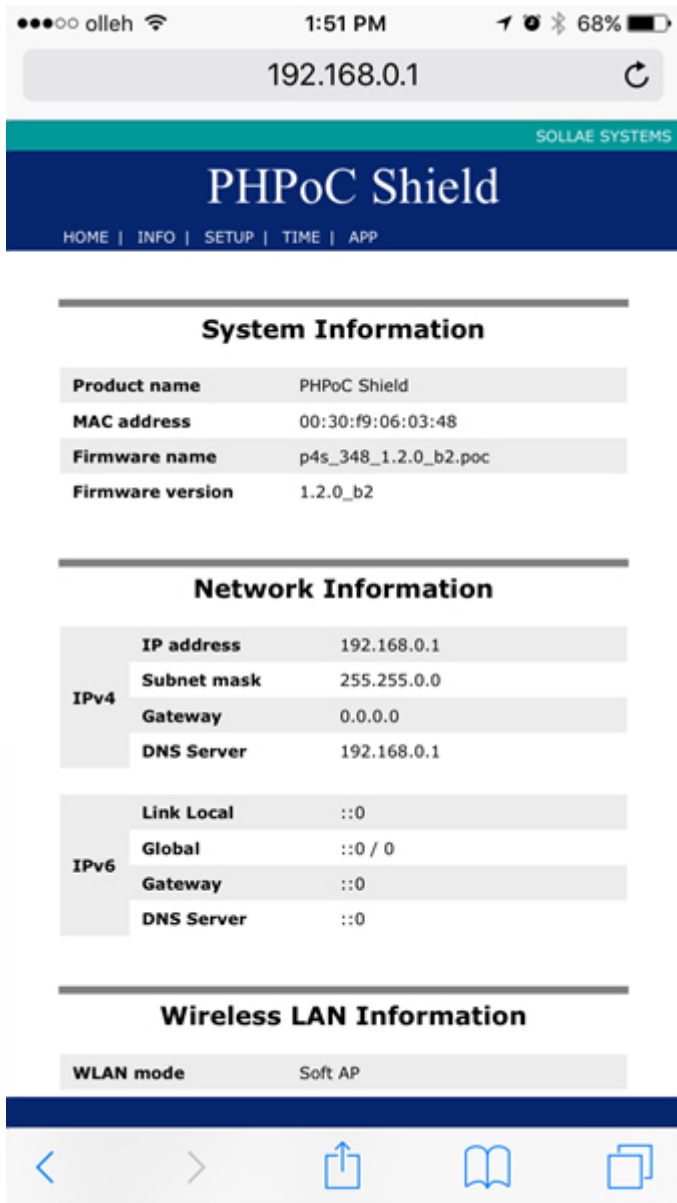 olleh 1:51 PM 68%
192.168.0.1
SOLLAE SYSTEMS
PHPoC Shield
HOME | INFO | SETUP | TIME | APP
System Information
Product name PHPoC Shield
MAC address 00:30:f9:06:03:48
Firmware name p4s_348_1.2.0_b2.poc
Firmware version 1.2.0_b2
Network Information
IPv4
IP address 192.168.0.1
Subnet mask 255.255.0.0
Gateway 0.0.0.0
DNS Server 192.168.0.1
IPv6
Link Local ::0
Global ::0 / 0
Gateway ::0
DNS Server ::0
Wireless LAN Information
WLAN mode Soft AP